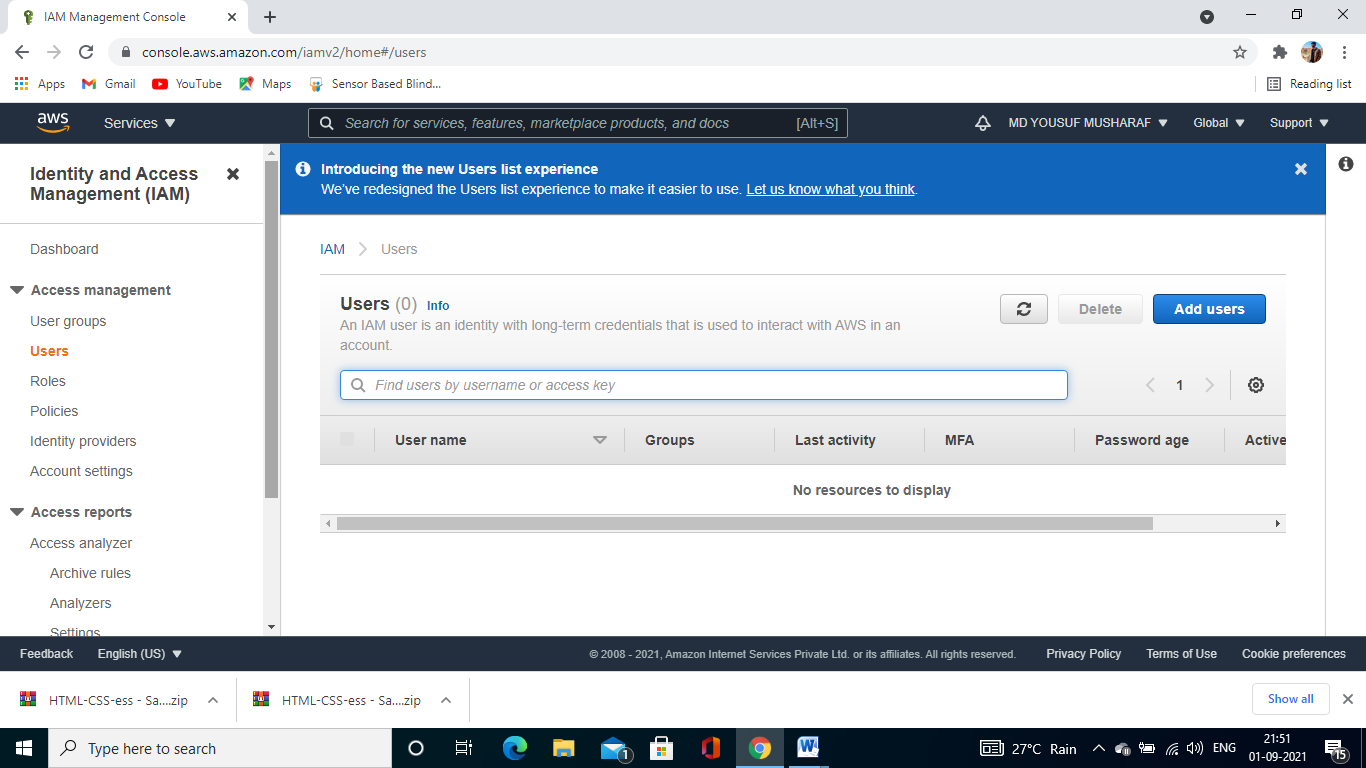 IAM Management Console
console.aws.amazon.com/iamv2/home#/users
Apps Gmail YouTube Maps Sensor Based Blind... Reading list
aws Services Search for services, features, marketplace products, and docs [Alt+S] MD YOUSUF MUSHARAF Global Support
Identity and Access
Management (IAM)
Dashboard
Access management
User groups
Users
Roles
Policies
Identity providers
Account settings
Access reports
Access analyzer
Archive rules
Analyzers
Settings
Introducing the new Users list experience
We've redesigned the Users list experience to make it easier to use. Let us know what you think.
IAM Users
Users (0) Info
An IAM user is an identity with long-term credentials that is used to interact with AWS in an
account.
Delete Add users
Find users by username or access key
1
User name Groups Last activity MFA Password age Active
No resources to display
Feedback English (US) © 2008 - 2021, Amazon Internet Services Private Ltd. or its affiliates. All rights reserved. Privacy Policy Terms of Use Cookie preferences
HTML-CSS-ess - Sa....zip HTML-CSS-ess - Sa....zip Show all
Type here to search 1 27°C Rain ENG 21:51
01-09-2021 15